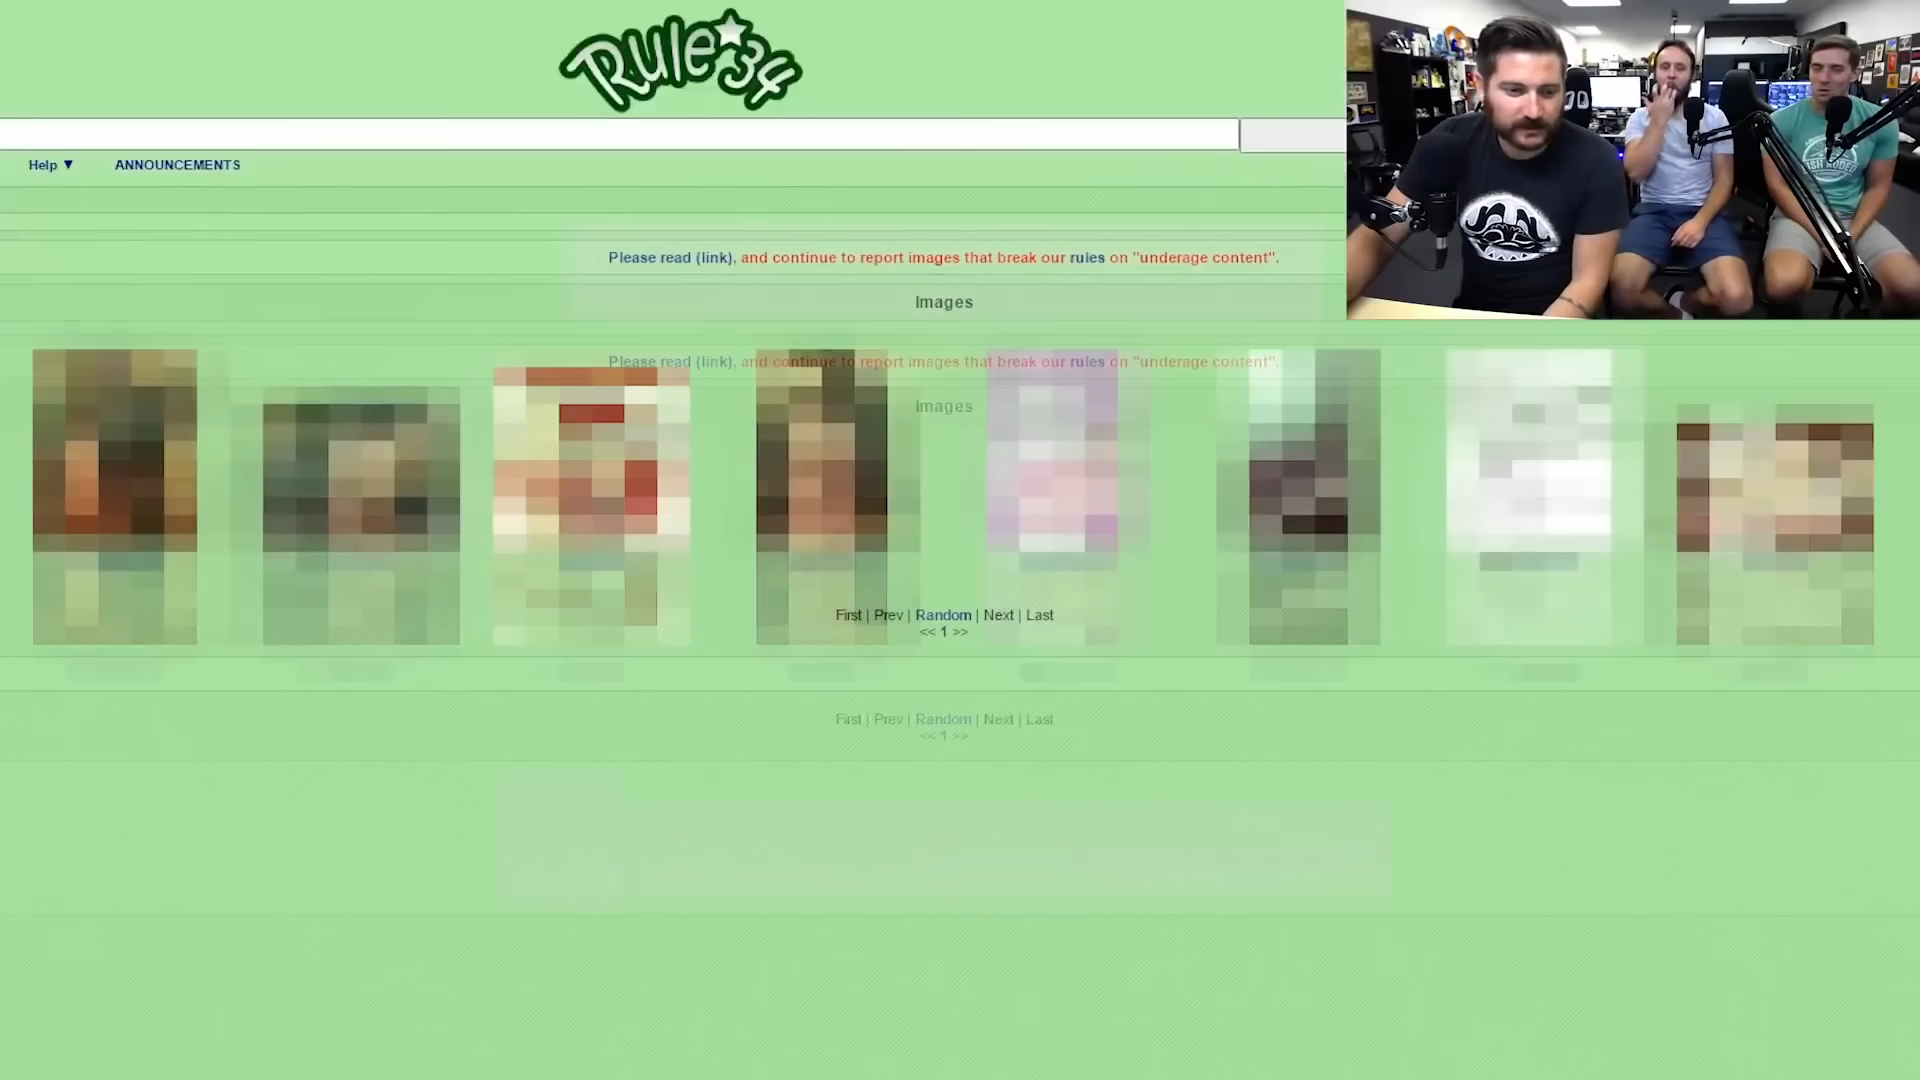 Rule 34
Help ▼ ANNOUNCEMENTS
Please read (link), and continue to report images that break our rules on "underage content".
Images
Please read (link), and continue to report images that break our rules on "underage content".
Images
First | Prev | Random | Next | Last
<< 1 >>
First | Prev | Random | Next | Last
<< 1 >>